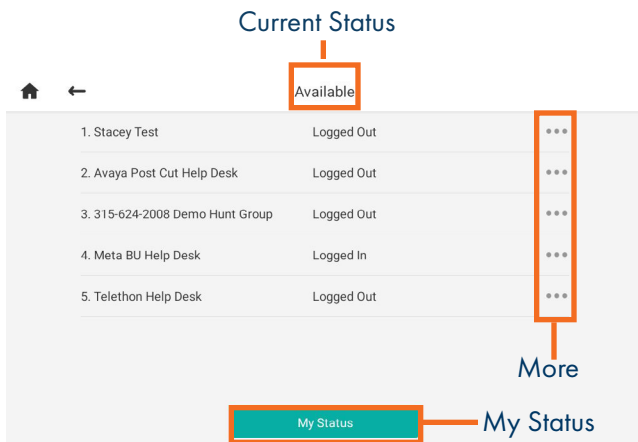 Current Status
Available
1. Stacey Test Logged Out
2. Avaya Post Cut Help Desk Logged Out
3. 315-624-2008 Demo Hunt Group Logged Out
4. Meta BU Help Desk Logged In
5. Telethon Help Desk Logged Out
More
My Status My Status